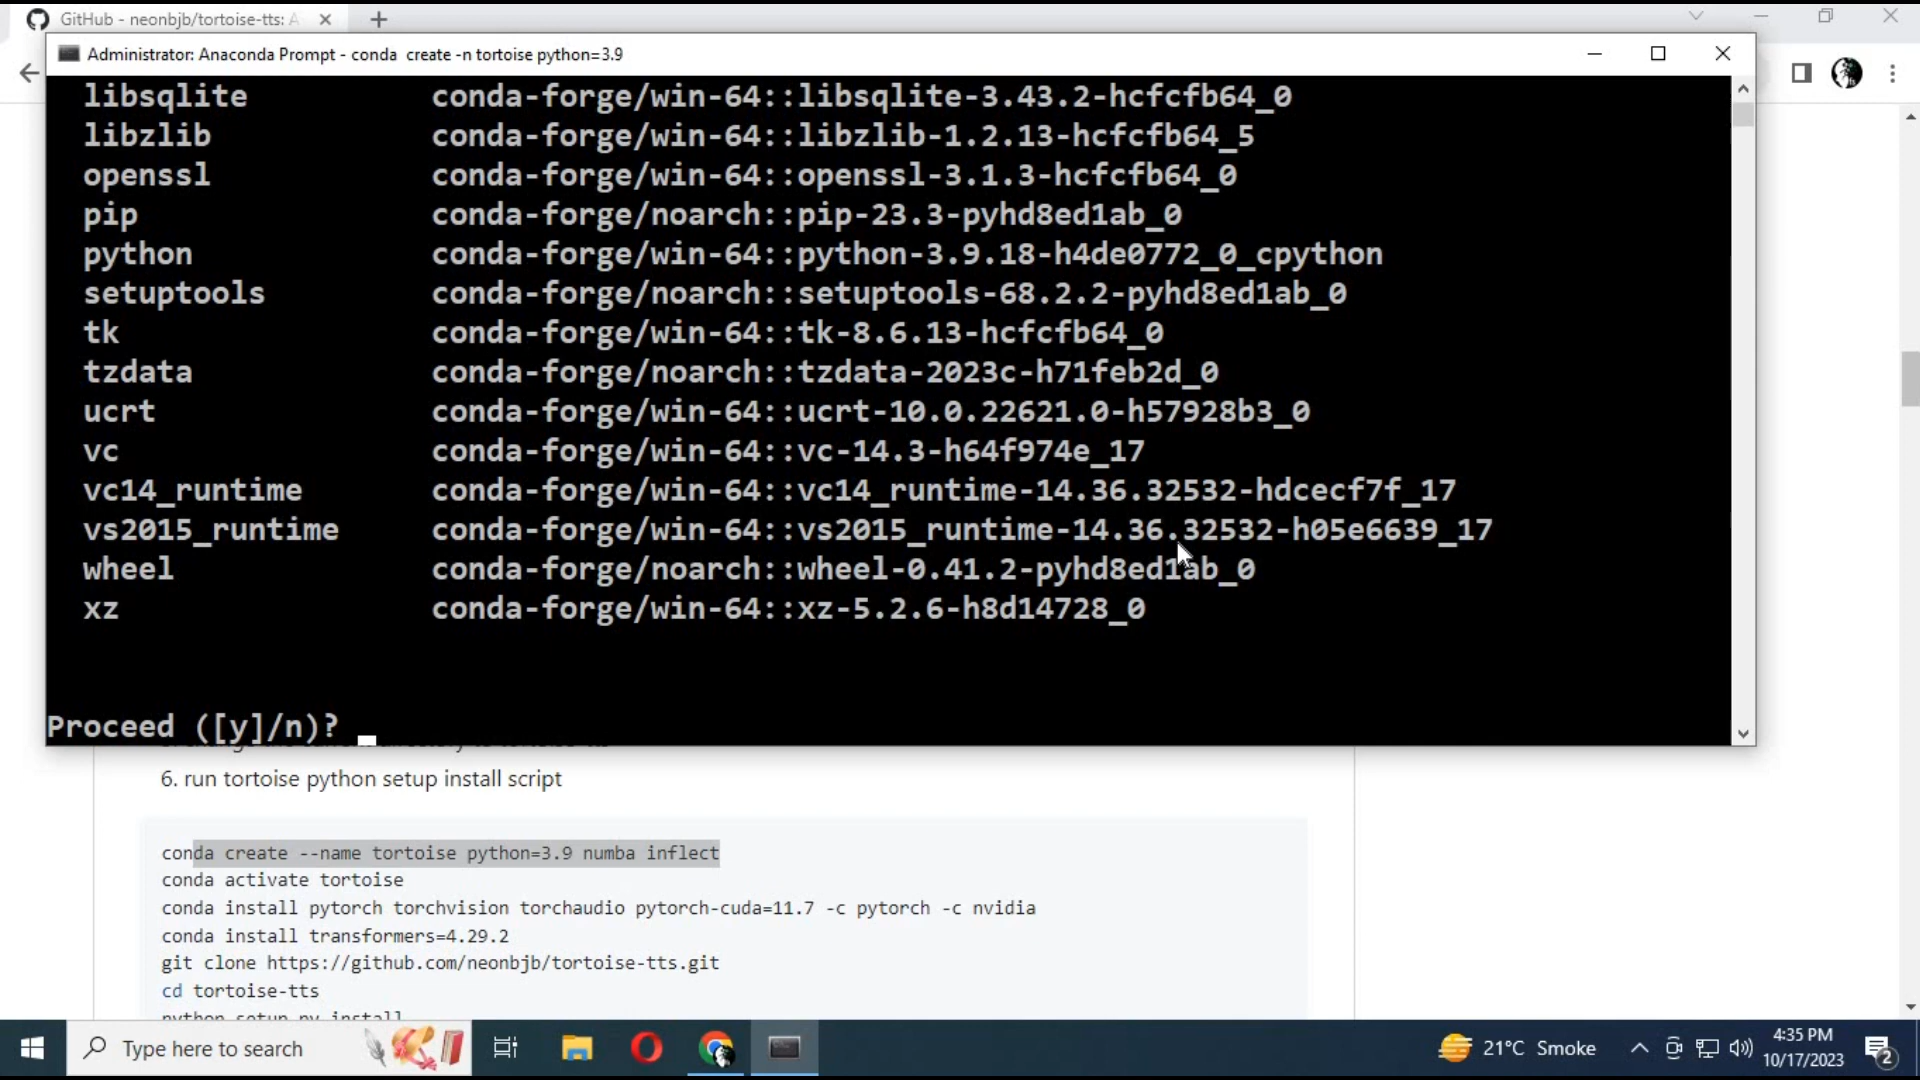 GitHub - neonbjb/tortoise-tts: A
Administrator: Anaconda Prompt - conda  create -n tortoise python=3.9
libsqlite conda-forge/win-64::libsqlite-3.43.2-hcfcfb64_0
libzlib conda-forge/win-64::libzlib-1.2.13-hcfcfb64_5
openssl conda-forge/win-64::openssl-3.1.3-hcfcfb64_0
pip conda-forge/noarch::pip-23.3-pyhd8ed1ab_0
python conda-forge/win-64::python-3.9.18-h4de0772_0_cpython
setuptools conda-forge/noarch::setuptools-68.2.2-pyhd8ed1ab_0
tk conda-forge/win-64::tk-8.6.13-hcfcfb64_0
tzdata conda-forge/noarch::tzdata-2023c-h71feb2d_0
ucrt conda-forge/win-64::ucrt-10.0.22621.0-h57928b3_0
vc conda-forge/win-64::vc-14.3-h64f974e_17
vc14_runtime conda-forge/win-64::vc14_runtime-14.36.32532-hdcecf7f_17
vs2015_runtime conda-forge/win-64::vs2015_runtime-14.36.32532-h05e6639_17
wheel conda-forge/noarch::wheel-0.41.2-pyhd8ed1ab_0
xz conda-forge/win-64::xz-5.2.6-h8d14728_0
Proceed ([y]/n)?
6. run tortoise python setup install script
conda create --name tortoise python=3.9 numba inflect
conda activate tortoise
conda install pytorch torchvision torchaudio pytorch-cuda=11.7 -c pytorch -c nvidia
conda install transformers=4.29.2
git clone https://github.com/neonbjb/tortoise-tts.git
cd tortoise-tts
python setup.py install
Type here to search
21°C Smoke
4:35 PM
10/17/2023
2